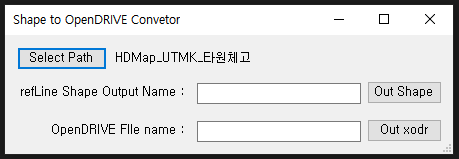 Shape to OpenDRIVE Convetor
Select Path HDMap_UTMK_타원체고
refLine Shape Output Name : Out Shape
OpenDRIVE FIle name : Out xodr